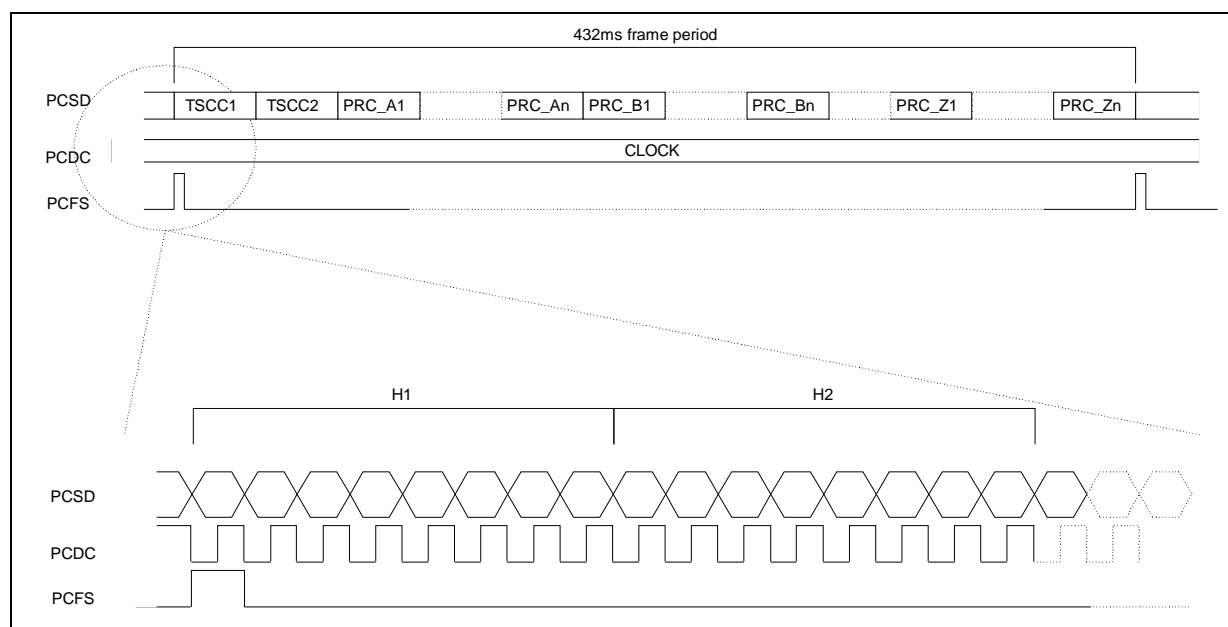 432ms frame period
PCSD TSCC1 TSCC2 PRC_A1 PRC_An PRC_B1 PRC_Bn PRC_Z1 PRC_Zn
PCDC CLOCK
PCFS
H1 H2
PCSD
PCDC
PCFS